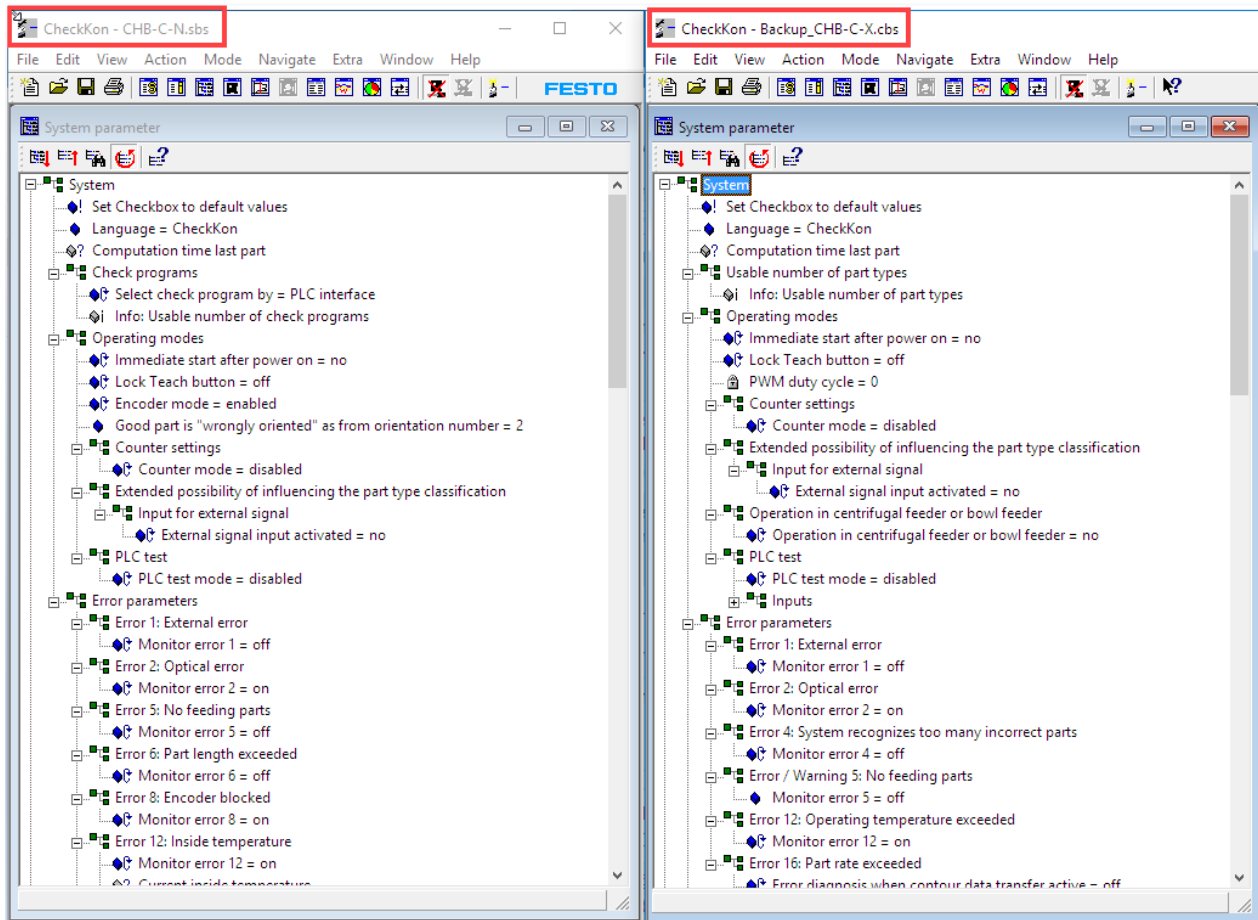 CheckKon - CHB-C-N.sbs
File Edit View Action Mode Navigate Extra Window Help
FESTO
System parameter
System
Set Checkbox to default values
Language = CheckKon
Computation time last part
Check programs
Select check program by = PLC interface
Info: Usable number of check programs
Operating modes
Immediate start after power on = no
Lock Teach button = off
Encoder mode = enabled
Good part is "wrongly oriented" as from orientation number = 2
Counter settings
Counter mode = disabled
Extended possibility of influencing the part type classification
Input for external signal
External signal input activated = no
PLC test
PLC test mode = disabled
Error parameters
Error 1: External error
Monitor error 1 = off
Error 2: Optical error
Monitor error 2 = on
Error 5: No feeding parts
Monitor error 5 = off
Error 6: Part length exceeded
Monitor error 6 = off
Error 8: Encoder blocked
Monitor error 8 = on
Error 12: Inside temperature
Monitor error 12 = on
Current inside temperature
CheckKon - Backup_CHB-C-X.cbs
File Edit View Action Mode Navigate Extra Window Help
System parameter
System
Set Checkbox to default values
Language = CheckKon
Computation time last part
Usable number of part types
Info: Usable number of part types
Operating modes
Immediate start after power on = no
Lock Teach button = off
PWM duty cycle = 0
Counter settings
Counter mode = disabled
Extended possibility of influencing the part type classification
Input for external signal
External signal input activated = no
Operation in centrifugal feeder or bowl feeder
Operation in centrifugal feeder or bowl feeder = no
PLC test
PLC test mode = disabled
Inputs
Error parameters
Error 1: External error
Monitor error 1 = off
Error 2: Optical error
Monitor error 2 = on
Error 4: System recognizes too many incorrect parts
Monitor error 4 = off
Error / Warning 5: No feeding parts
Monitor error 5 = off
Error 12: Operating temperature exceeded
Monitor error 12 = on
Error 16: Part rate exceeded
Error diagnosis when contour data transfer active = off